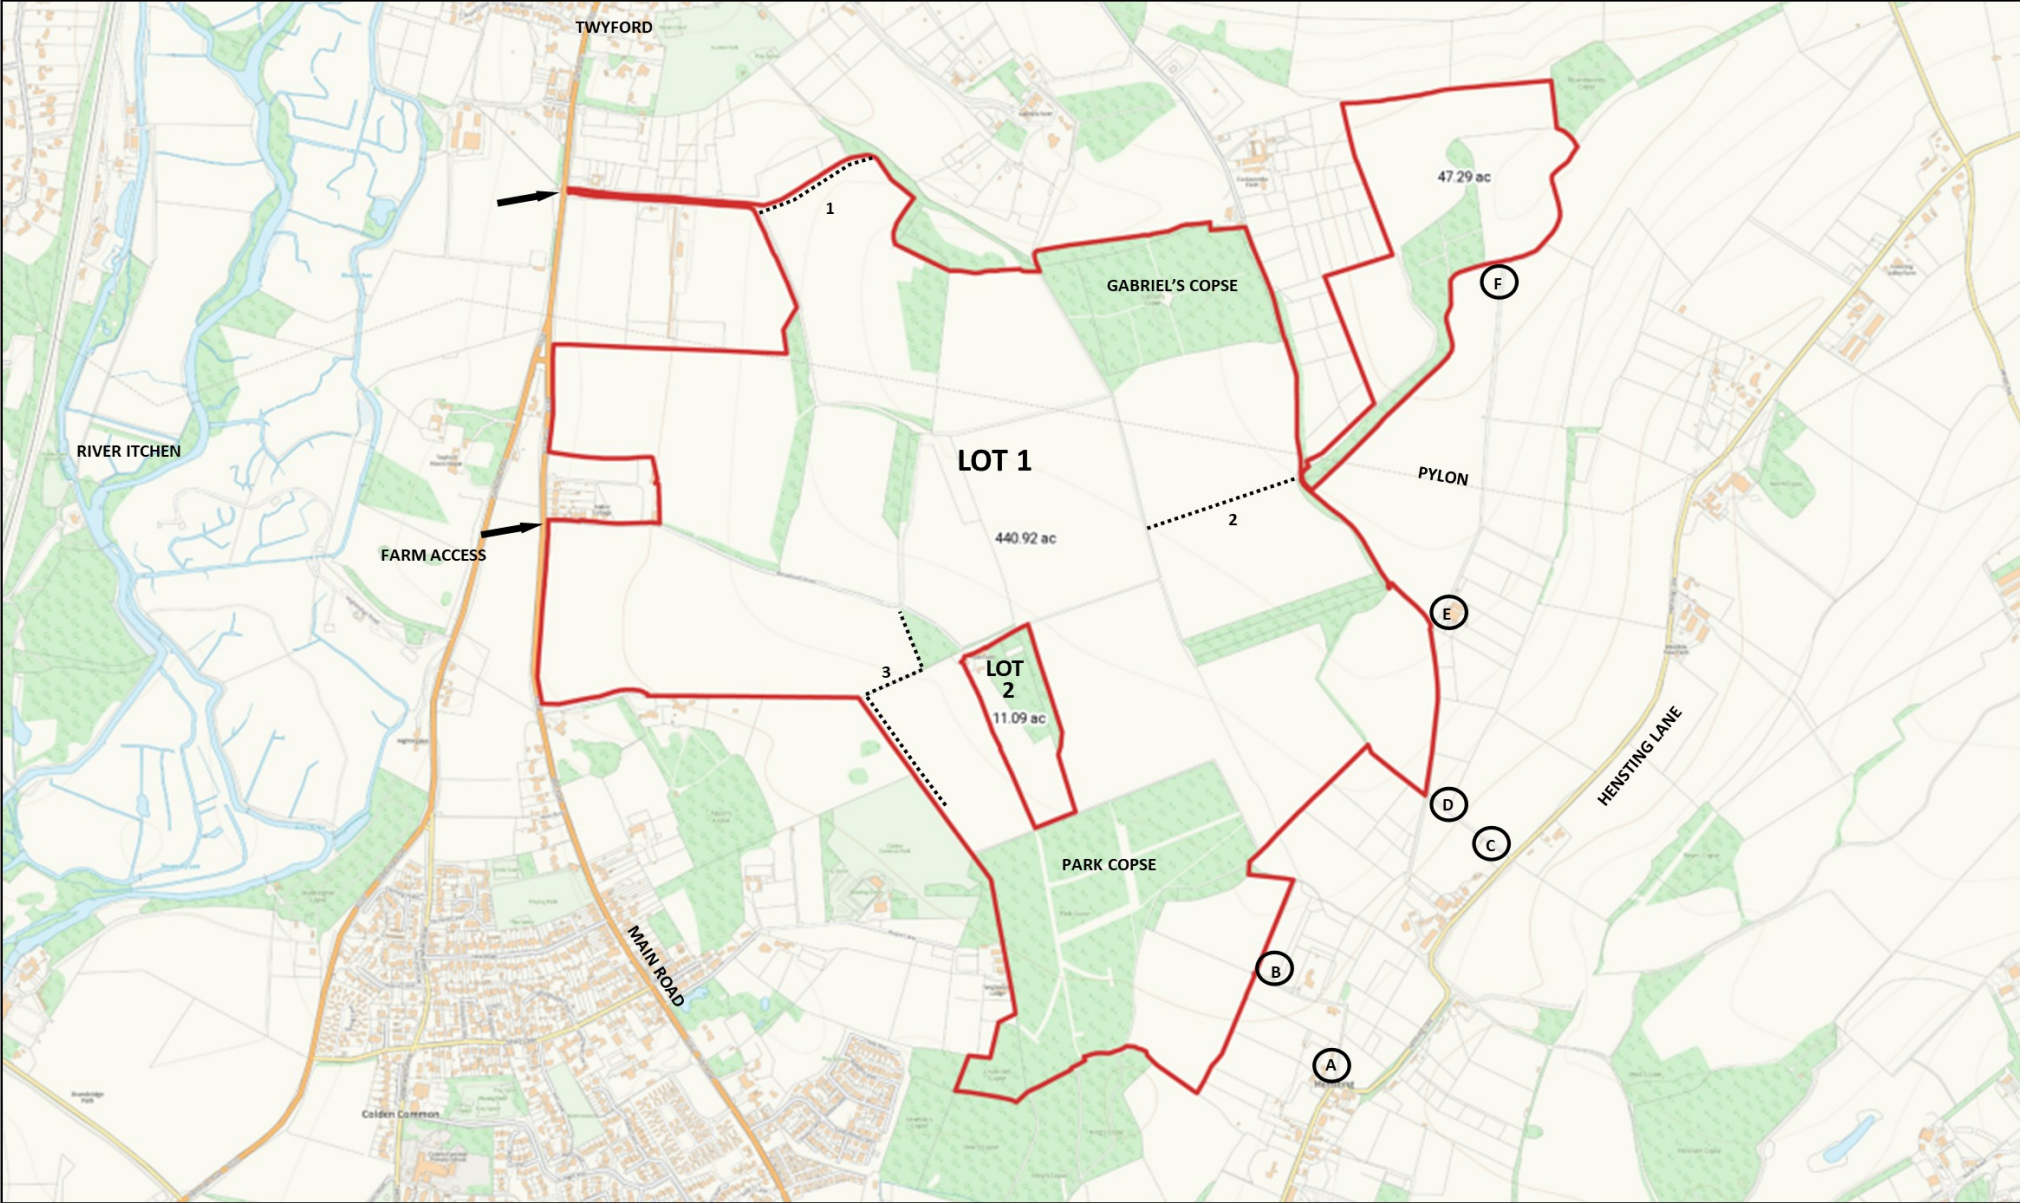 TWYFORD
47.29 ac
1
GABRIEL'S COPSE
F
RIVER ITCHEN
LOT 1
PYLON
2
440.92 ac
FARM ACCESS
E
3
LOT
2
11.09 ac
HENSTING LANE
D
C
PARK COPSE
MAIN ROAD
B
A
Colden Common